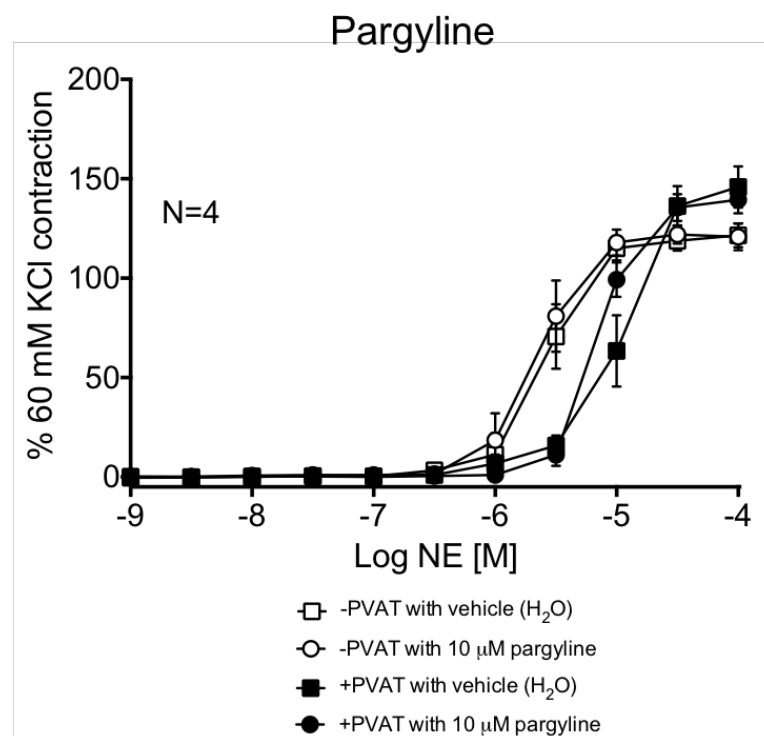 Pargyline
200
150
100
50
0
% 60 mM KCl contraction
N=4
-9 -8 -7 -6 -5 -4
Log NE [M]
-PVAT with vehicle (H₂O)
-PVAT with 10 μM pargyline
+PVAT with vehicle (H₂O)
+PVAT with 10 μM pargyline